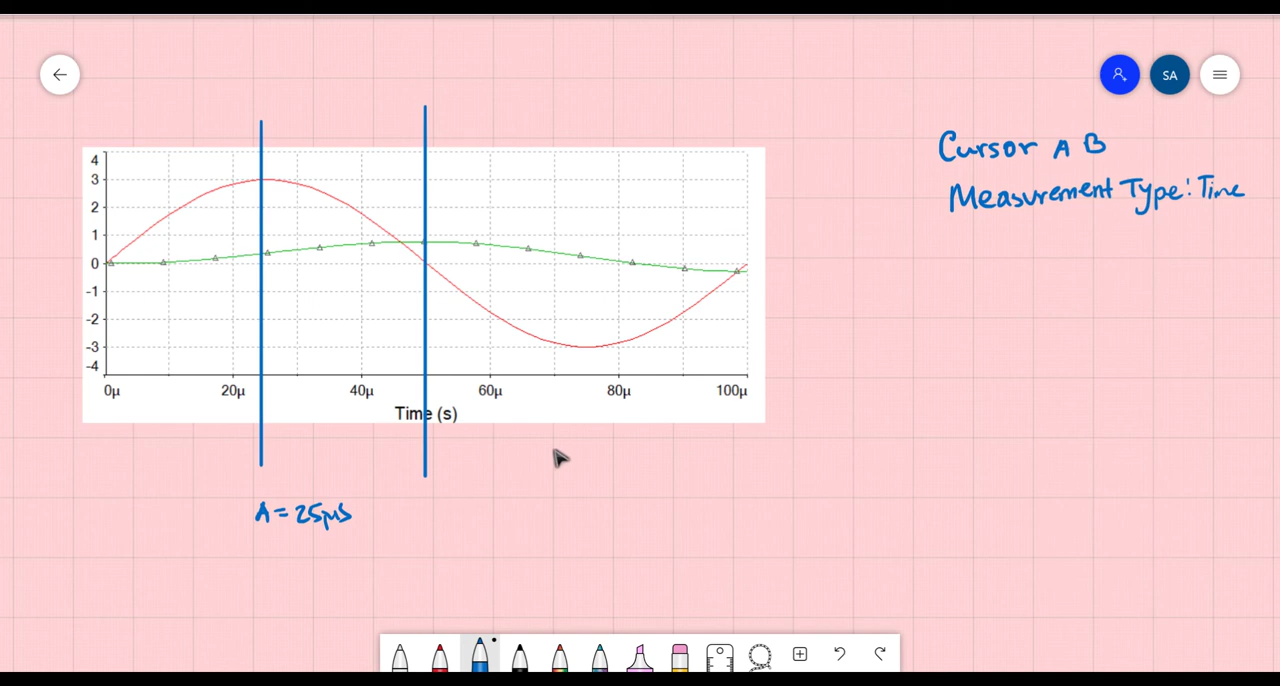 SA
Cursor A B
Measurement Type: Time
4
3
2
1
0
-1
-2
-3
-4
0µ 20µ 40µ 60µ 80µ 100µ
Time (s)
A = 25µs